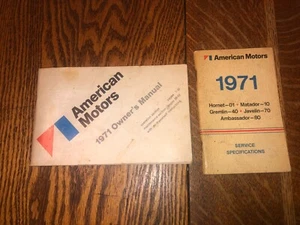 American
Motors
1971 Owner's Manual
American Motors
1971
Hornet-01 · Matador-10
Gremlin-40 · Javelin-70
Ambassador-80
SERVICE
SPECIFICATIONS